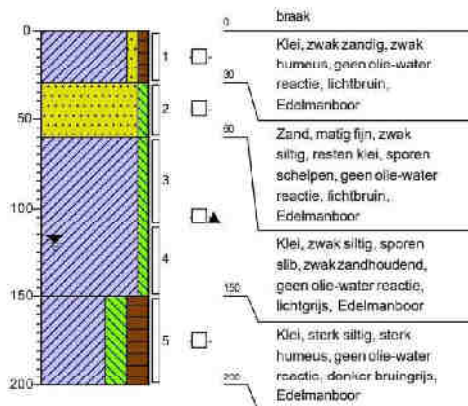 0
50
100
150
200
1
2
3
4
5
0
braak
Klei, zwak zandig, zwak
humeus, geen olie-water
reactie, lichtbruin,
Edelmanboor
30
Zand, matig fijn, zwak
siltig, resten klei, sporen
schelpen, geen olie-water
reactie, lichtbruin,
Edelmanboor
60
Klei, zwak siltig, sporen
slib, zwakzandhoudend,
geen olie-water reactie,
lichtgrijs, Edelmanboor
150
Klei, sterk siltig, sterk
humeus, geen olie-water
reactie, donker bruingrijs,
Edelmanboor
200